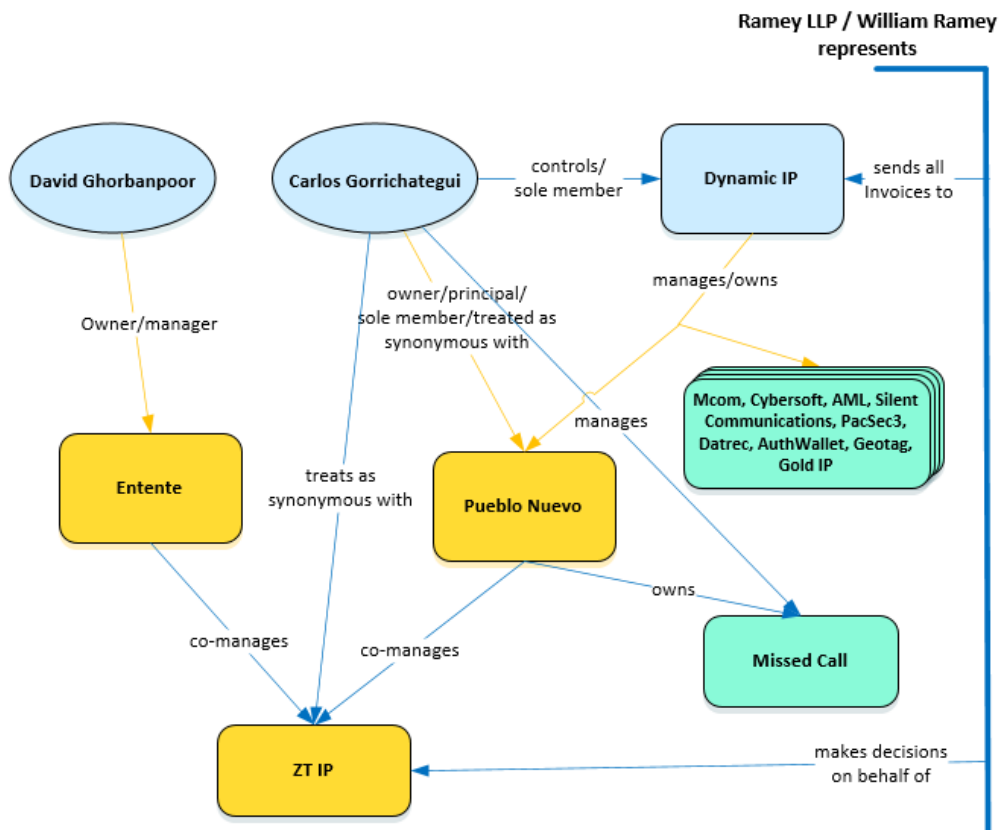 Ramey LLP / William Ramey
represents
David Ghorbanpoor
Carlos Gorrichategui
controls/
sole member
Dynamic IP
sends all
Invoices to
manages/owns
owner/principal/
sole member/treated as
synonymous with
Owner/manager
Mcom, Cybersoft, AML, Silent
Communications, PacSec3,
Datrec, AuthWallet, Geotag,
Gold IP
manages
treats as
synonymous with
Entente
Pueblo Nuevo
owns
co-manages
co-manages
Missed Call
ZT IP
makes decisions
on behalf of